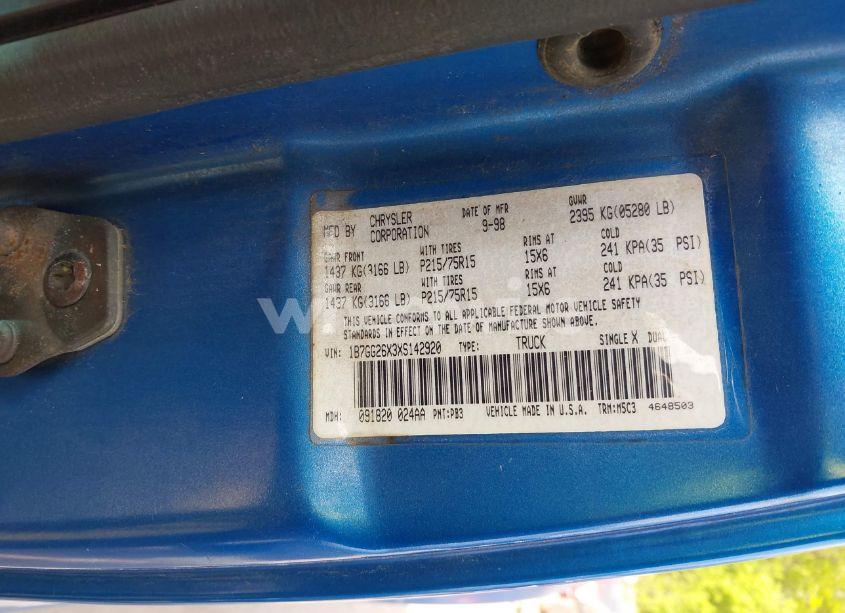 MFD BY CHRYSLER CORPORATION DATE OF MFR 9-98 GVWR 2395 KG(05280 LB)
GAWR FRONT WITH TIRES RIMS AT COLD
1437 KG(3166 LB) P215/75R15 15X6 241 KPA(35 PSI)
GAWR REAR WITH TIRES RIMS AT COLD
1437 KG(3166 LB) P215/75R15 15X6 241 KPA(35 PSI)
THIS VEHICLE CONFORMS TO ALL APPLICABLE FEDERAL MOTOR VEHICLE SAFETY
STANDARDS IN EFFECT ON THE DATE OF MANUFACTURE SHOWN ABOVE.
VIN: 1B7GG26X3XS142920 TYPE: TRUCK SINGLE X DUAL
MDH: 091820 024AA PNT:PB3 VEHICLE MADE IN U.S.A. TRM:M5C3 4648503